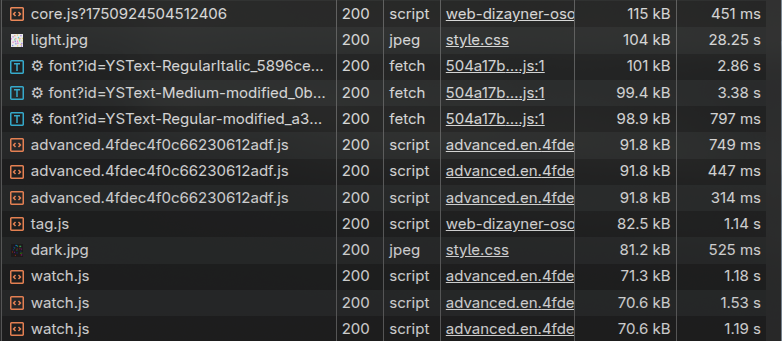 core.js?1750924504512406 200 script web-dizayner-oso 115 kB 451 ms
light.jpg 200 jpeg style.css 104 kB 28.25 s
⚙ font?id=YSText-RegularItalic_5896ce... 200 fetch 504a17b....js:1 101 kB 2.86 s
⚙ font?id=YSText-Medium-modified_0b... 200 fetch 504a17b....js:1 99.4 kB 3.38 s
⚙ font?id=YSText-Regular-modified_a3... 200 fetch 504a17b....js:1 98.9 kB 797 ms
advanced.4fdec4f0c66230612adf.js 200 script advanced.en.4fde 91.8 kB 749 ms
advanced.4fdec4f0c66230612adf.js 200 script advanced.en.4fde 91.8 kB 447 ms
advanced.4fdec4f0c66230612adf.js 200 script advanced.en.4fde 91.8 kB 314 ms
tag.js 200 script web-dizayner-oso 82.5 kB 1.14 s
dark.jpg 200 jpeg style.css 81.2 kB 525 ms
watch.js 200 script advanced.en.4fde 71.3 kB 1.18 s
watch.js 200 script advanced.en.4fde 70.6 kB 1.53 s
watch.js 200 script advanced.en.4fde 70.6 kB 1.19 s